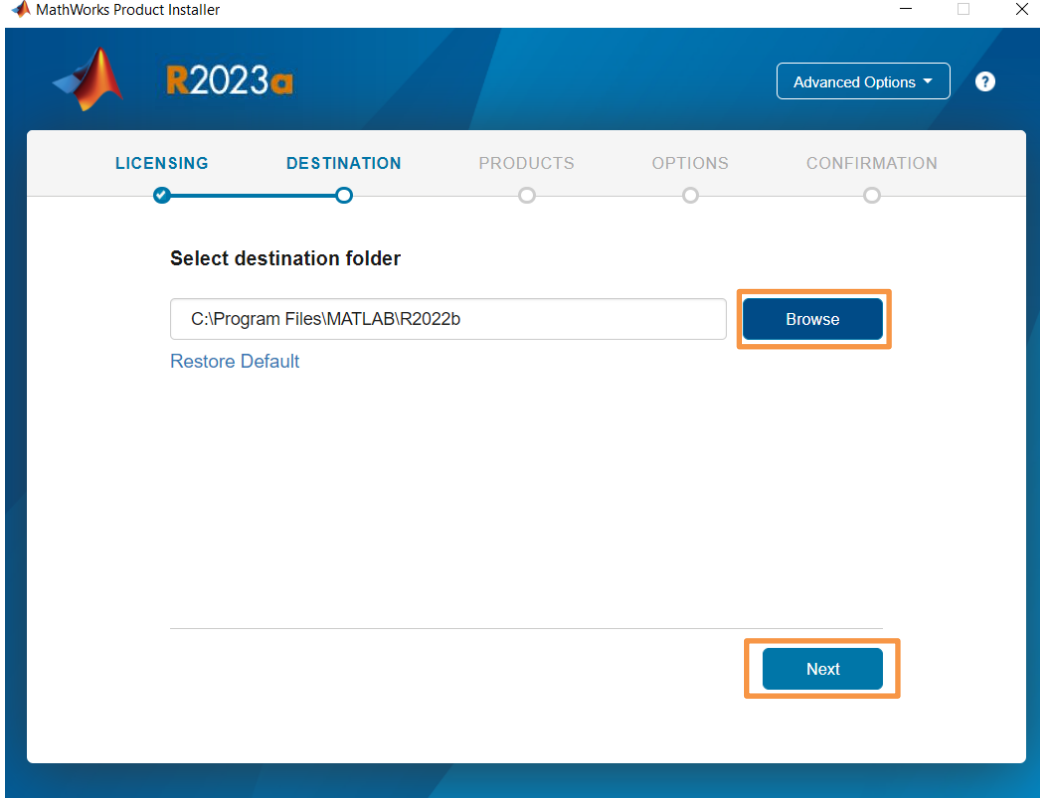 MathWorks Product Installer
R2023a
Advanced Options
?
LICENSING DESTINATION PRODUCTS OPTIONS CONFIRMATION
Select destination folder
C:\Program Files\MATLAB\R2022b
Browse
Restore Default
Next